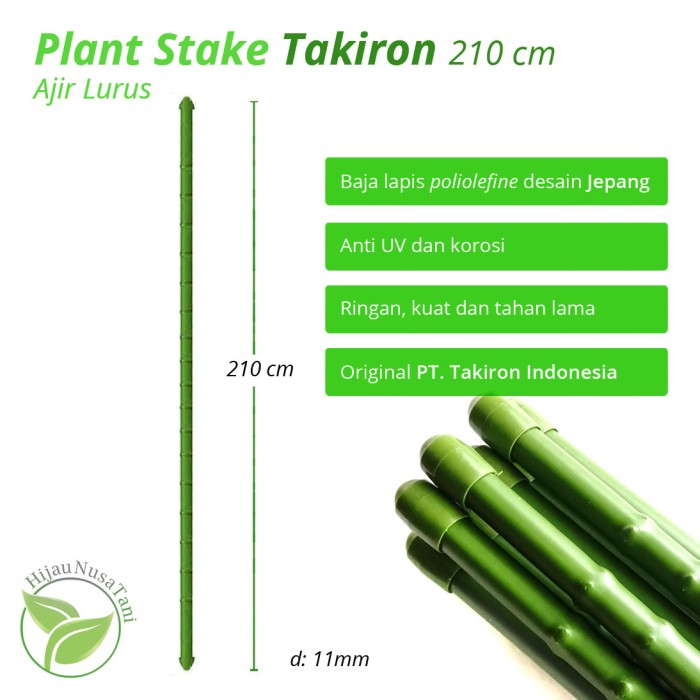 Plant Stake Takiron 210 cm
Ajir Lurus
Baja lapis poliolefine desain Jepang
Anti UV dan korosi
Ringan, kuat dan tahan lama
210 cm
Original PT. Takiron Indonesia
HijauNusaTani
d: 11mm